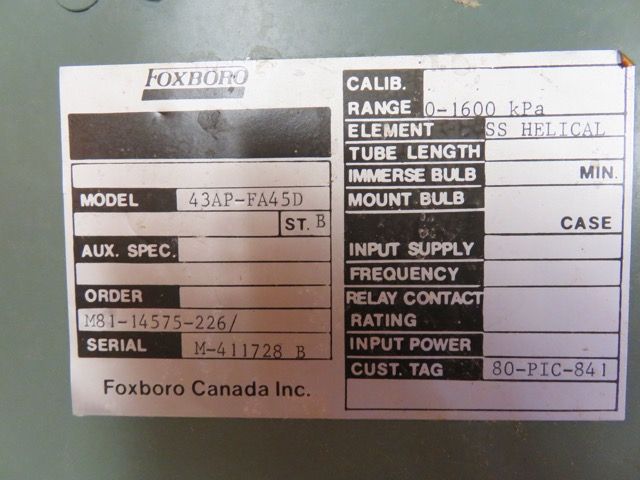 FOXBORO
MODEL 43AP-FA45D
ST. B
AUX. SPEC.
ORDER
M81-14575-226/
SERIAL M-411728 B
Foxboro Canada Inc.
CALIB.
RANGE 0-1600 kPa
ELEMENT SS HELICAL
TUBE LENGTH
IMMERSE BULB MIN.
MOUNT BULB
CASE
INPUT SUPPLY
FREQUENCY
RELAY CONTACT
RATING
INPUT POWER
CUST. TAG 80-PIC-841